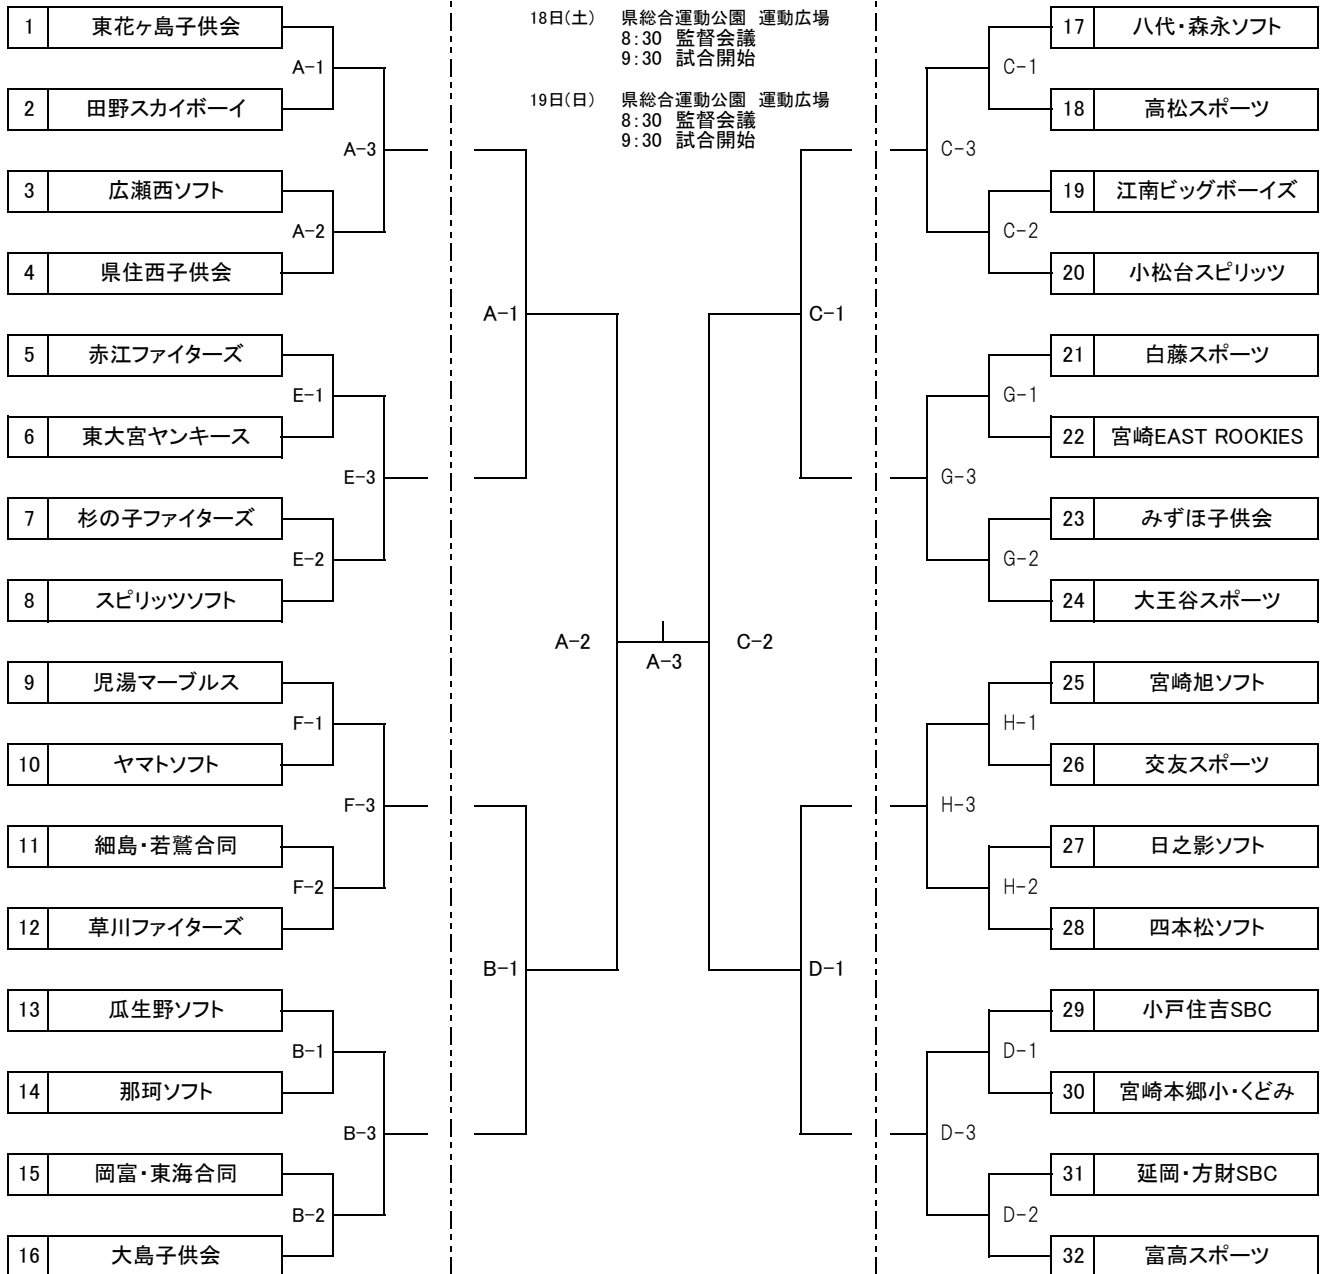 18日(土) 県総合運動公園 運動広場
8:30 監督会議
9:30 試合開始
19日(日) 県総合運動公園 運動広場
8:30 監督会議
9:30 試合開始
1 東花ヶ島子供会
A-1
2 田野スカイボーイ
A-3
3 広瀬西ソフト
A-2
4 県住西子供会
A-1
5 赤江ファイターズ
E-1
6 東大宮ヤンキース
E-3
7 杉の子ファイターズ
E-2
8 スピリッツソフト
A-2
9 児湯マーブルス
F-1
10 ヤマトソフト
F-3
11 細島・若鷲合同
F-2
12 草川ファイターズ
B-1
13 瓜生野ソフト
B-1
14 那珂ソフト
B-3
15 岡富・東海合同
B-2
16 大島子供会
A-3
17 八代・森永ソフト
C-1
18 高松スポーツ
C-3
19 江南ビッグボーイズ
C-2
20 小松台スピリッツ
C-1
21 白藤スポーツ
G-1
22 宮崎EAST ROOKIES
G-3
23 みずほ子供会
G-2
24 大王谷スポーツ
C-2
25 宮崎旭ソフト
H-1
26 交友スポーツ
H-3
27 日之影ソフト
H-2
28 四本松ソフト
D-1
29 小戸住吉SBC
D-1
30 宮崎本郷小・くどみ
D-3
31 延岡・方財SBC
D-2
32 富高スポーツ